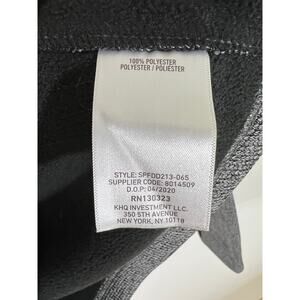 100% POLYESTER
POLYESTER / POLIÉSTER
STYLE: SPFDD213-065
SUPPLIER CODE: 8014509
D.O.P: 04/2020
RN130323
KHQ INVESTMENT LLC.
350 5TH AVENUE
NEW YORK, NY 10118